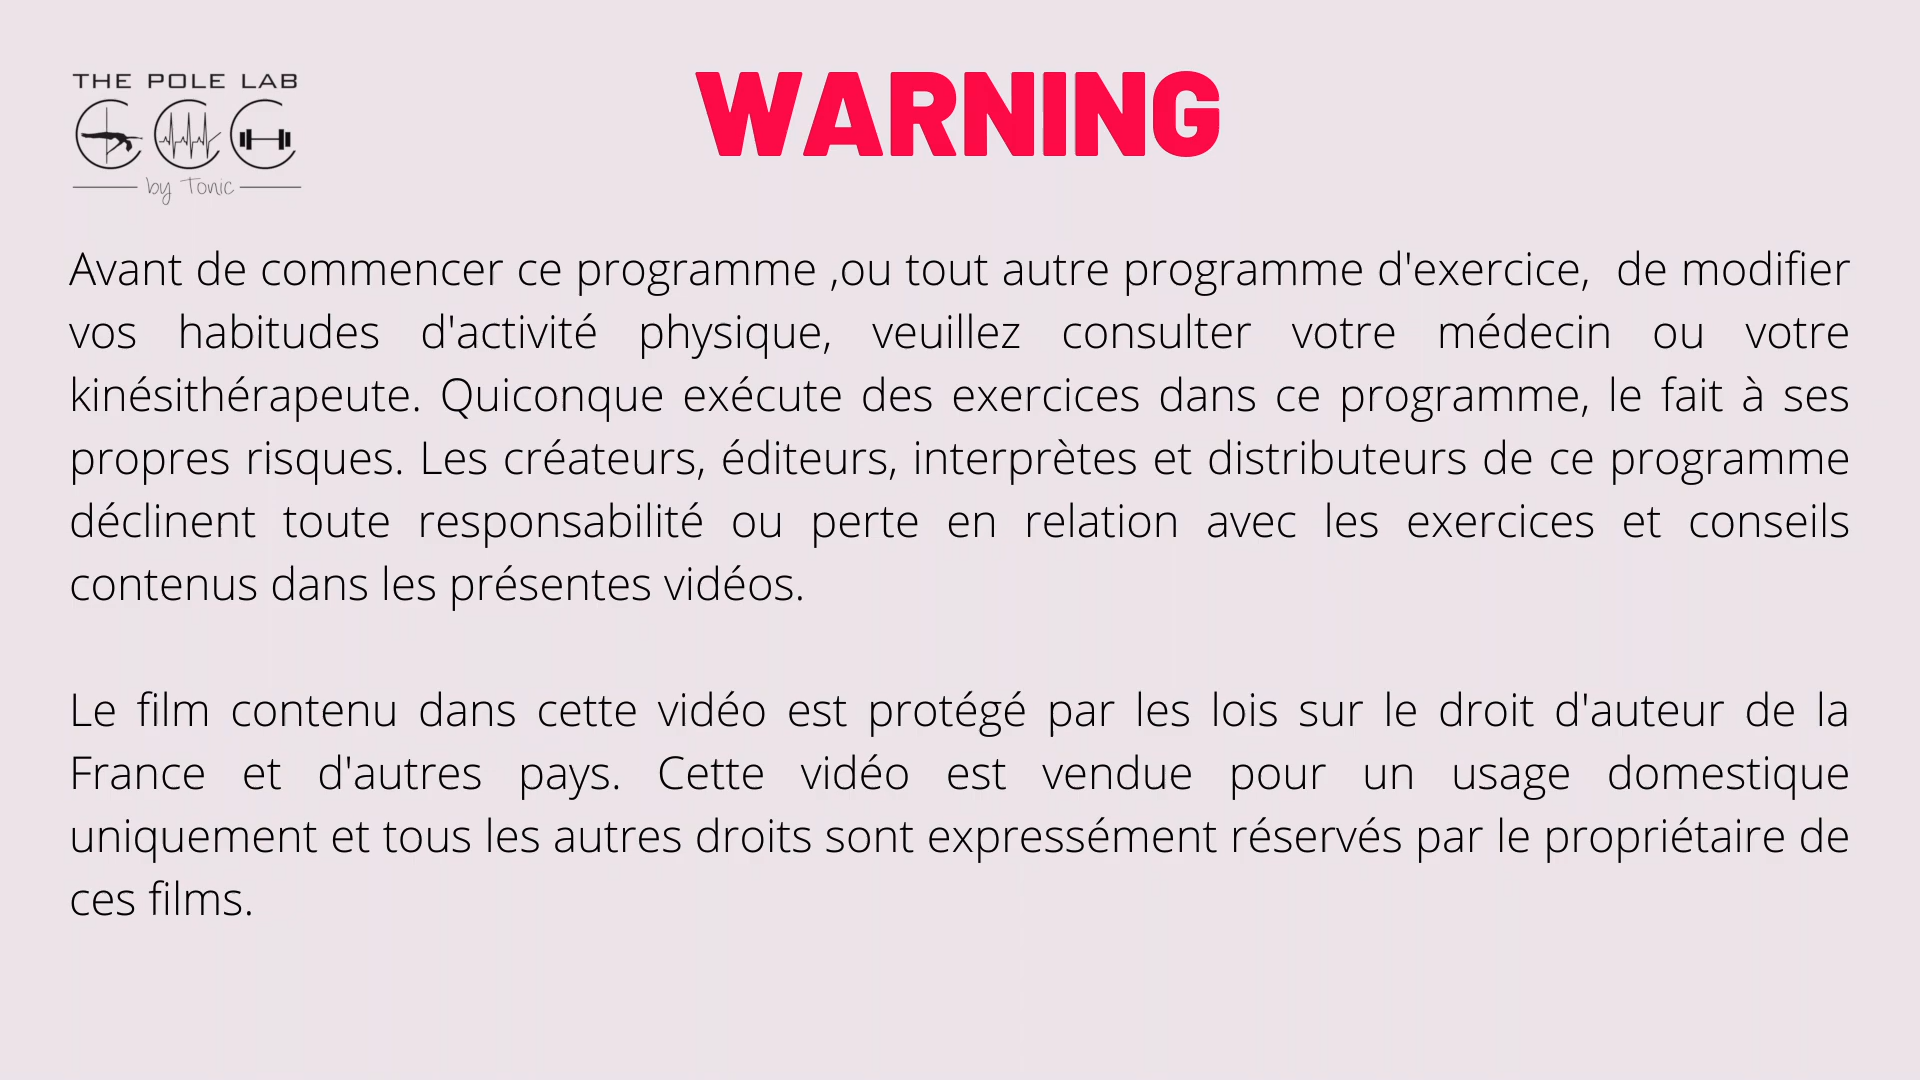 THE POLE LAB
by Tonic
WARNING
Avant de commencer ce programme ,ou tout autre programme d'exercice,  de modifier
vos habitudes d'activité physique, veuillez consulter votre médecin ou votre
kinésithérapeute. Quiconque exécute des exercices dans ce programme, le fait à ses
propres risques. Les créateurs, éditeurs, interprètes et distributeurs de ce programme
déclinent toute responsabilité ou perte en relation avec les exercices et conseils
contenus dans les présentes vidéos.
Le film contenu dans cette vidéo est protégé par les lois sur le droit d'auteur de la
France et d'autres pays. Cette vidéo est vendue pour un usage domestique
uniquement et tous les autres droits sont expressément réservés par le propriétaire de
ces films.